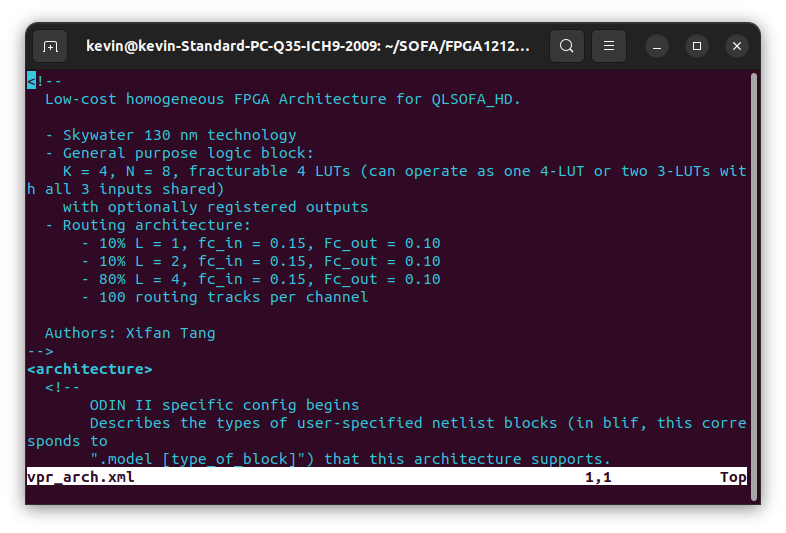 kevin@kevin-Standard-PC-Q35-ICH9-2009: ~/SOFA/FPGA1212...
<!--
  Low-cost homogeneous FPGA Architecture for QLSOFA_HD.

  - Skywater 130 nm technology
  - General purpose logic block:
    K = 4, N = 8, fracturable 4 LUTs (can operate as one 4-LUT or two 3-LUTs wit
h all 3 inputs shared)
    with optionally registered outputs
  - Routing architecture:
      - 10% L = 1, fc_in = 0.15, Fc_out = 0.10
      - 10% L = 2, fc_in = 0.15, Fc_out = 0.10
      - 80% L = 4, fc_in = 0.15, Fc_out = 0.10
      - 100 routing tracks per channel

  Authors: Xifan Tang
-->
<architecture>
  <!--
       ODIN II specific config begins
       Describes the types of user-specified netlist blocks (in blif, this corre
sponds to
       ".model [type_of_block]") that this architecture supports.
vpr_arch.xml 1,1 Top